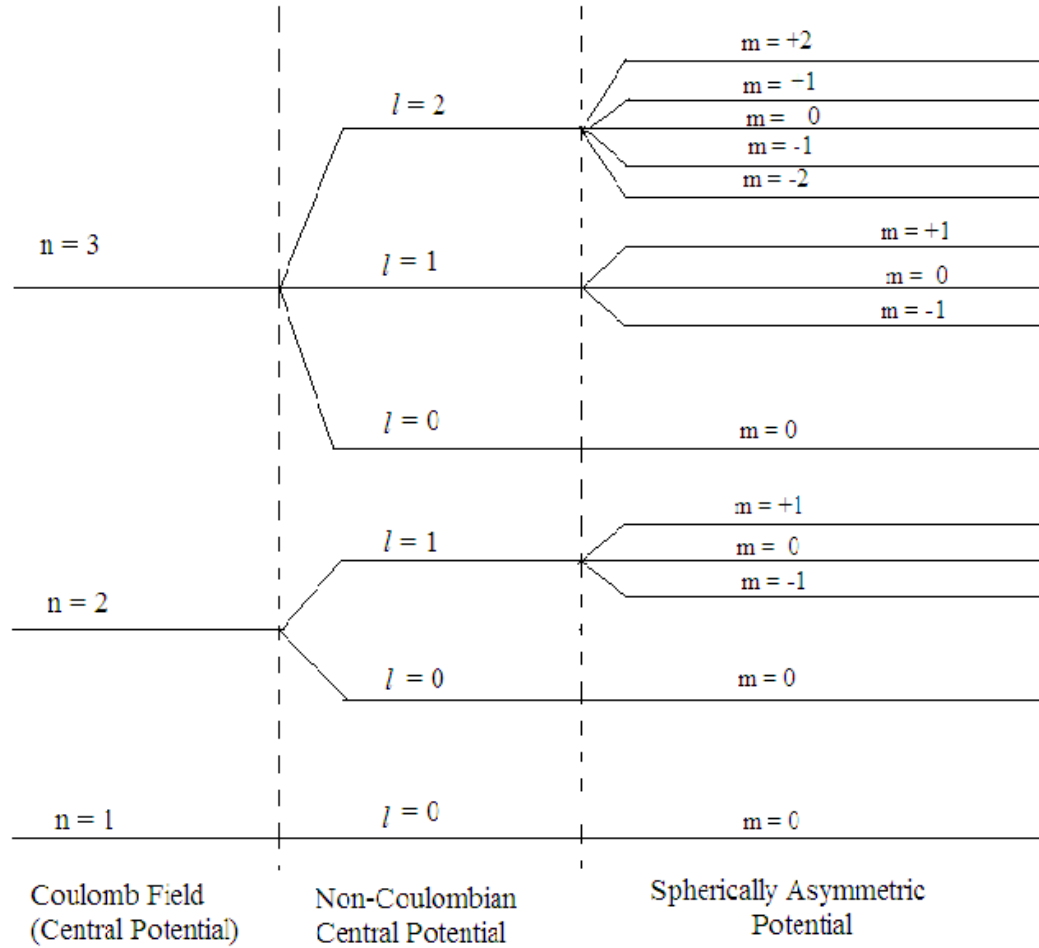 m = +2
m = −1
l = 2
m = 0
m = -1
m = -2
n = 3
l = 1
m = +1
m = 0
m = -1
l = 0
m = 0
l = 1
m = +1
m = 0
m = -1
n = 2
l = 0
m = 0
n = 1
l = 0
m = 0
Coulomb Field
(Central Potential)
Non-Coulombian
Central Potential
Spherically Asymmetric
Potential